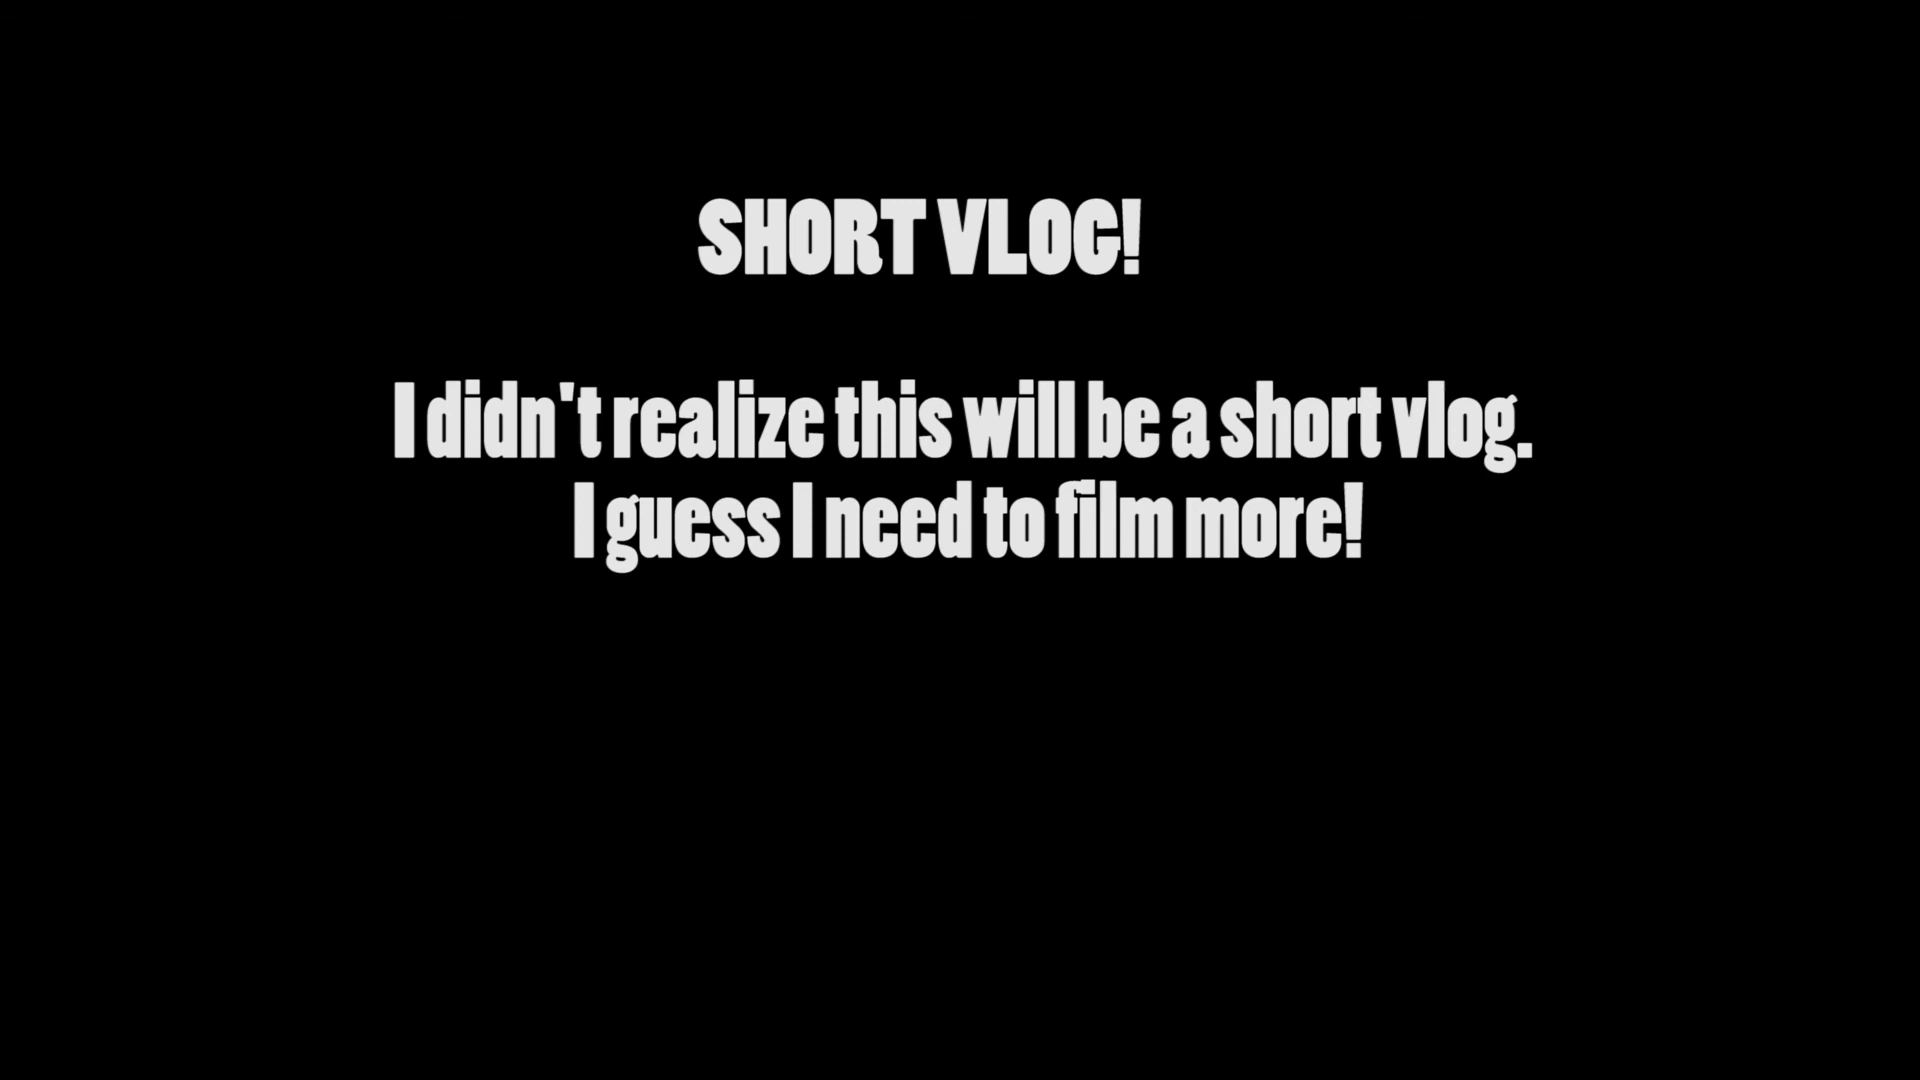 SHORT VLOG!
I didn't realize this will be a short vlog.
I guess I need to film more!